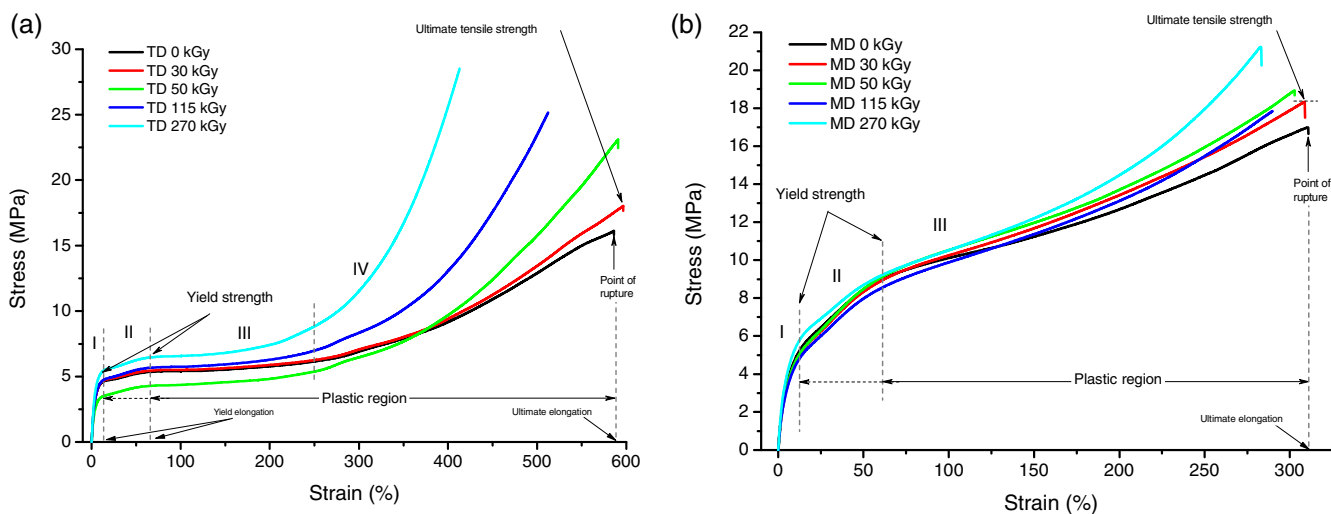 (a)
30
25
20
15
10
5
0
Stress (MPa)
0
100
200
300
400
500
600
Strain (%)
TD 0 kGy
TD 30 kGy
TD 50 kGy
TD 115 kGy
TD 270 kGy
Ultimate tensile strength
I
II
III
IV
Yield strength
Point of
rupture
Plastic region
Yield elongation
Ultimate elongation
(b)
22
20
18
16
14
12
10
8
6
4
2
0
Stress (MPa)
0
50
100
150
200
250
300
Strain (%)
MD 0 kGy
MD 30 kGy
MD 50 kGy
MD 115 kGy
MD 270 kGy
Ultimate tensile strength
Yield strength
I
II
III
Point of
rupture
Plastic region
Ultimate elongation